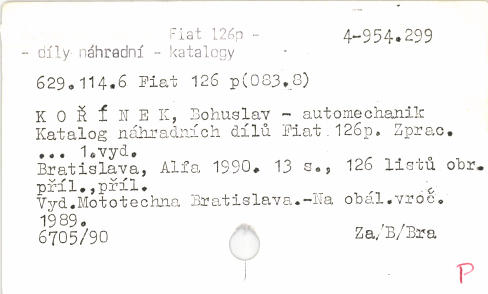 Fiat 126p -
4-954.299
- díly náhradní - katalogy
629.114.6 Fiat 126 p(083.8)
K O Ř Í N E K, Bohuslav - automechanik
Katalog náhradních dílů Fiat 126p. Zprac.
... 1.vyd.
Bratislava, Alfa 1990. 13 s., 126 listů obr.
příl.,příl.
Vyd.Mototechna Bratislava.-Na obál.vroč.
1989.
6705/90
Za/B/Bra
P